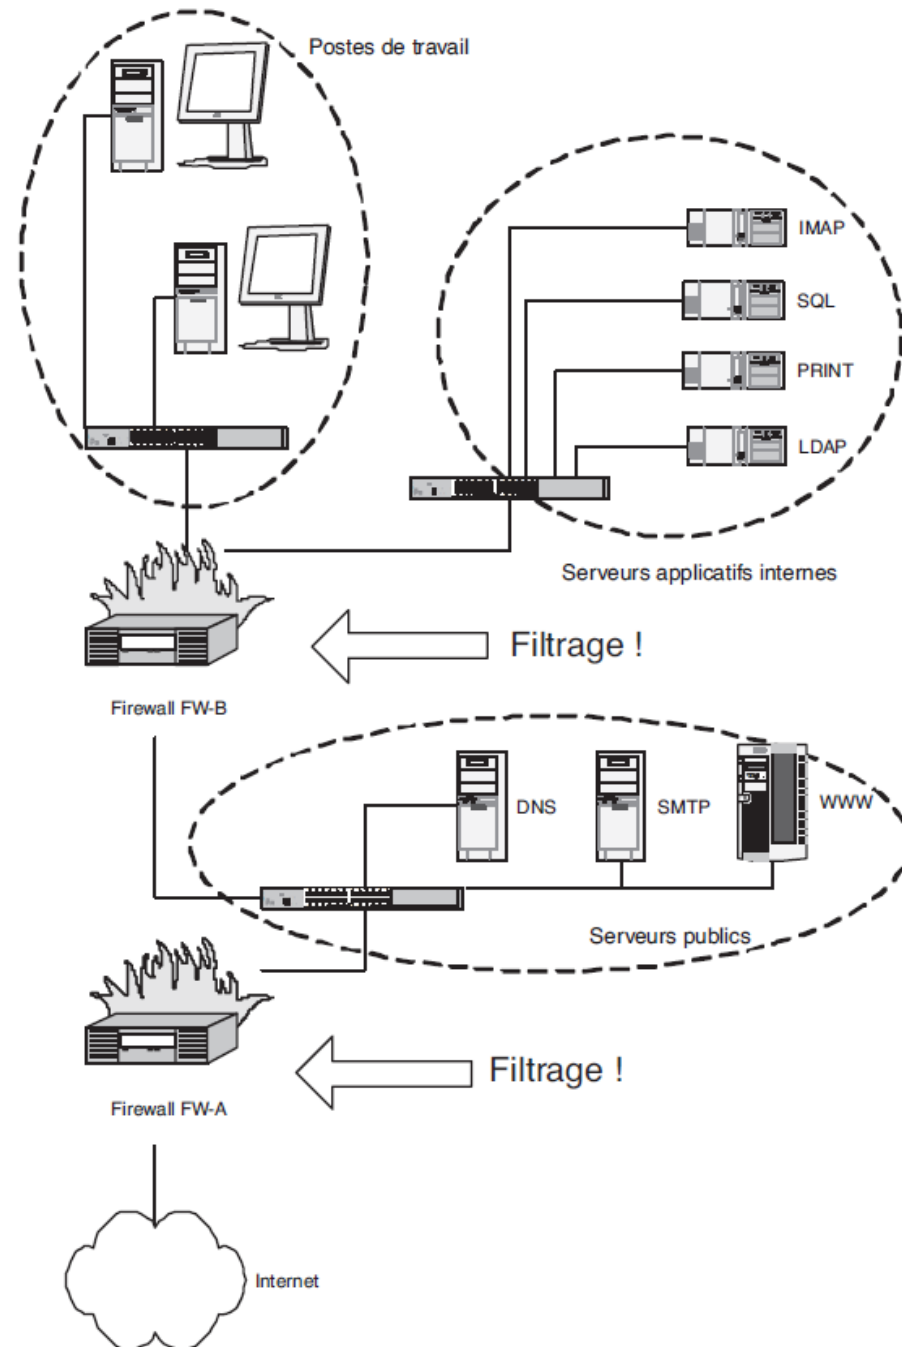 Postes de travail
IMAP
SQL
PRINT
LDAP
Serveurs applicatifs internes
Filtrage !
Firewall FW-B
DNS
SMTP
WWW
Serveurs publics
Filtrage !
Firewall FW-A
Internet